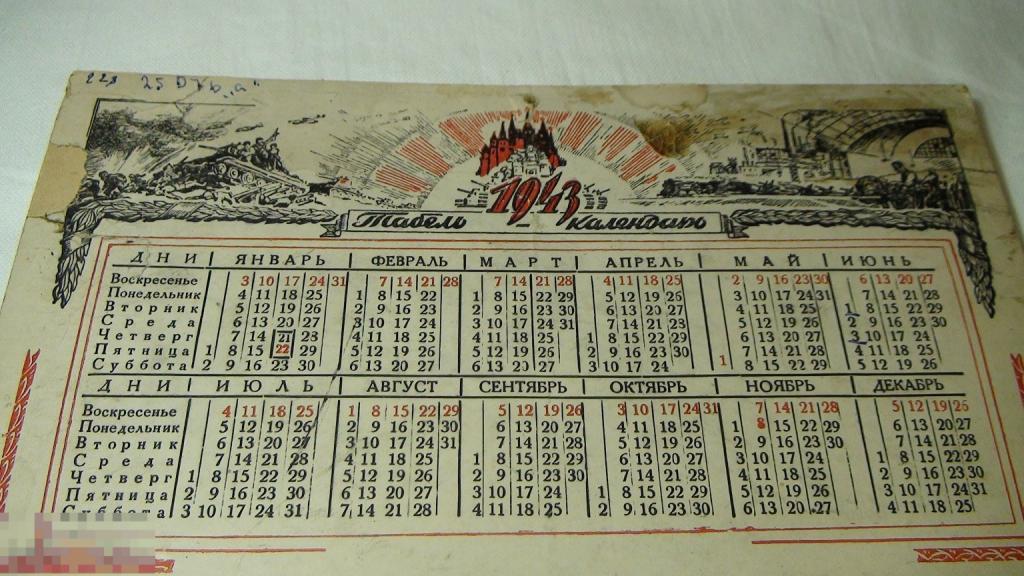 25
1943
Табель Календарь
ДНИ ЯНВАРЬ ФЕВРАЛЬ МАРТ АПРЕЛЬ МАЙ ИЮНЬ
Воскресенье 3 10 17 24 31 7 14 21 28 7 14 21 28 4 11 18 25 2 9 16 23 30 6 13 20 27
Понедельник 4 11 18 25 1 8 15 22 1 8 15 22 29 5 12 19 26 3 10 17 24 31 7 14 21 28
Вторник 5 12 19 26 2 9 16 23 2 9 16 23 30 6 13 20 27 4 11 18 25 1 8 15 22 29
Среда 6 13 20 27 3 10 17 24 3 10 17 24 31 7 14 21 28 5 12 19 26 2 9 16 23 30
Четверг 7 14 21 28 4 11 18 25 4 11 18 25 1 8 15 22 29 6 13 20 27 3 10 17 24
Пятница 1 8 15 22 29 5 12 19 26 5 12 19 26 2 9 16 23 30 7 14 21 28 4 11 18 25
Суббота 2 9 16 23 30 6 13 20 27 6 13 20 27 3 10 17 24 1 8 15 22 29 5 12 19 26
ДНИ ИЮЛЬ АВГУСТ СЕНТЯБРЬ ОКТЯБРЬ НОЯБРЬ ДЕКАБРЬ
Воскресенье 4 11 18 25 1 8 15 22 29 5 12 19 26 3 10 17 24 31 7 14 21 28 5 12 19 26
Понедельник 5 12 19 26 2 9 16 23 30 6 13 20 27 4 11 18 25 1 8 15 22 29 6 13 20 27
Вторник 6 13 20 27 3 10 17 24 31 7 14 21 28 5 12 19 26 2 9 16 23 30 7 14 21 28
Среда 7 14 21 28 4 11 18 25 1 8 15 22 29 6 13 20 27 3 10 17 24 1 8 15 22 29
Четверг 1 8 15 22 29 5 12 19 26 2 9 16 23 30 7 14 21 28 4 11 18 25 2 9 16 23 30
Пятница 2 9 16 23 30 6 13 20 27 3 10 17 24 1 8 15 22 29 5 12 19 26 3 10 17 24 31
Суббота 3 10 17 24 31 7 14 21 28 4 11 18 25 2 9 16 23 30 6 13 20 27 4 11 18 25